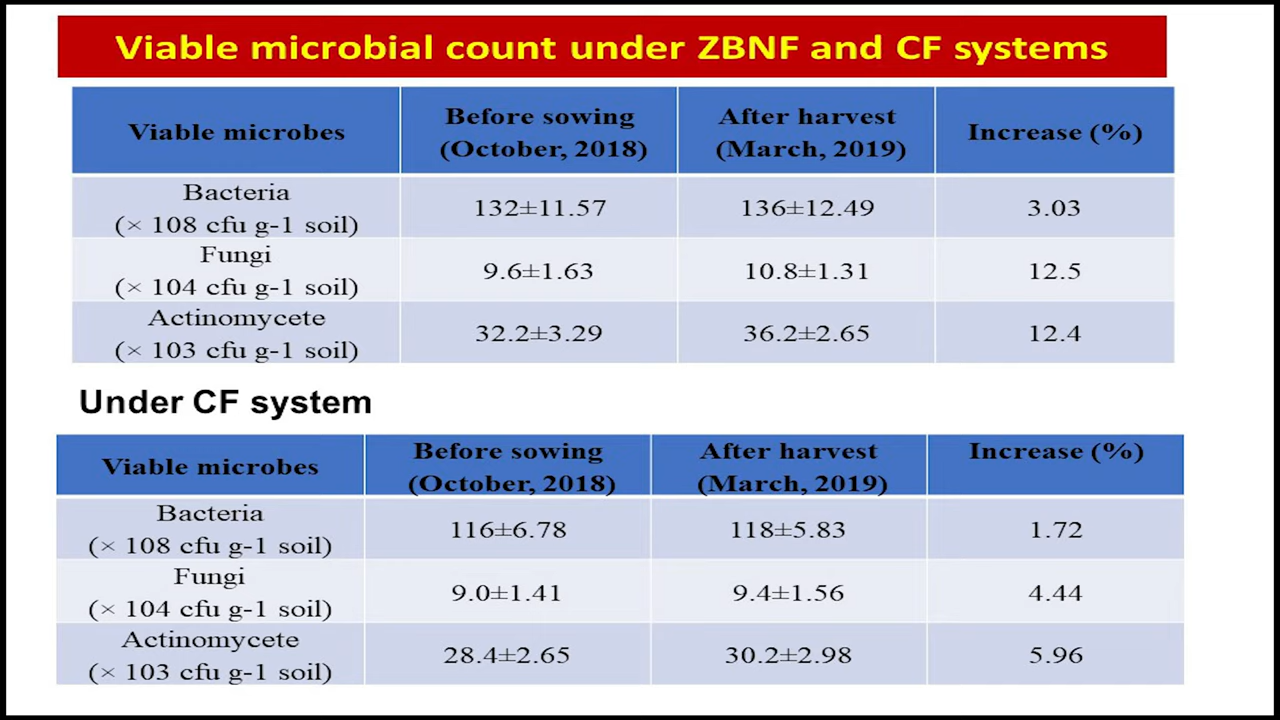 Viable microbial count under ZBNF and CF systems
Viable microbes
Before sowing
(October, 2018)
After harvest
(March, 2019)
Increase (%)
Bacteria
(× 108 cfu g-1 soil)
132±11.57
136±12.49
3.03
Fungi
(× 104 cfu g-1 soil)
9.6±1.63
10.8±1.31
12.5
Actinomycete
(× 103 cfu g-1 soil)
32.2±3.29
36.2±2.65
12.4
Under CF system
Viable microbes
Before sowing
(October, 2018)
After harvest
(March, 2019)
Increase (%)
Bacteria
(× 108 cfu g-1 soil)
116±6.78
118±5.83
1.72
Fungi
(× 104 cfu g-1 soil)
9.0±1.41
9.4±1.56
4.44
Actinomycete
(× 103 cfu g-1 soil)
28.4±2.65
30.2±2.98
5.96